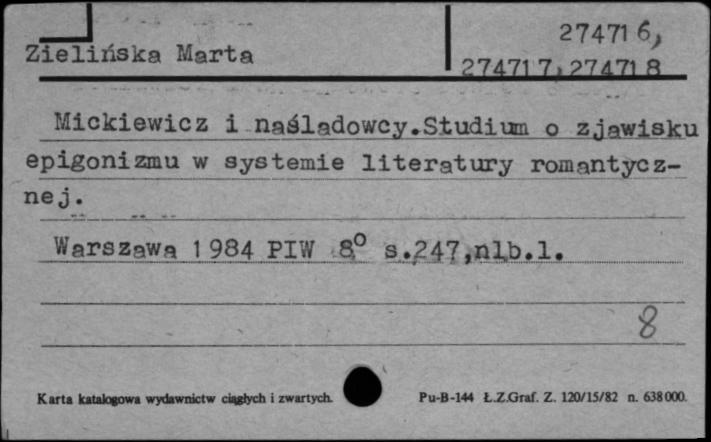 274716,
Zielińska Marta
274717,274718
Mickiewicz i naśladowcy.Studium o zjawisku
epigonizmu w systemie literatury romantycz-
nej.
Warszawa 1984 PIW 8° s.247,nlb.1.
8
Karta katalogowa wydawnictw ciągłych i zwartych. Pu-B-144 Ł.Z.Graf. Z. 120/15/82 n. 638000.